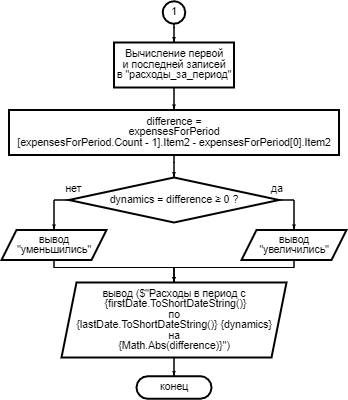 1
Вычисление первой
и последней записей
в "расходы_за_период"
difference =
expensesForPeriod
[expensesForPeriod.Count - 1].Item2 - expensesForPeriod[0].Item2
нет
да
dynamics = difference ≥ 0 ?
вывод
"уменьшились"
вывод
"увеличились"
вывод ($"Расходы в период с
{firstDate.ToShortDateString()}
по
{lastDate.ToShortDateString()} {dynamics}
на
{Math.Abs(difference)}")
конец